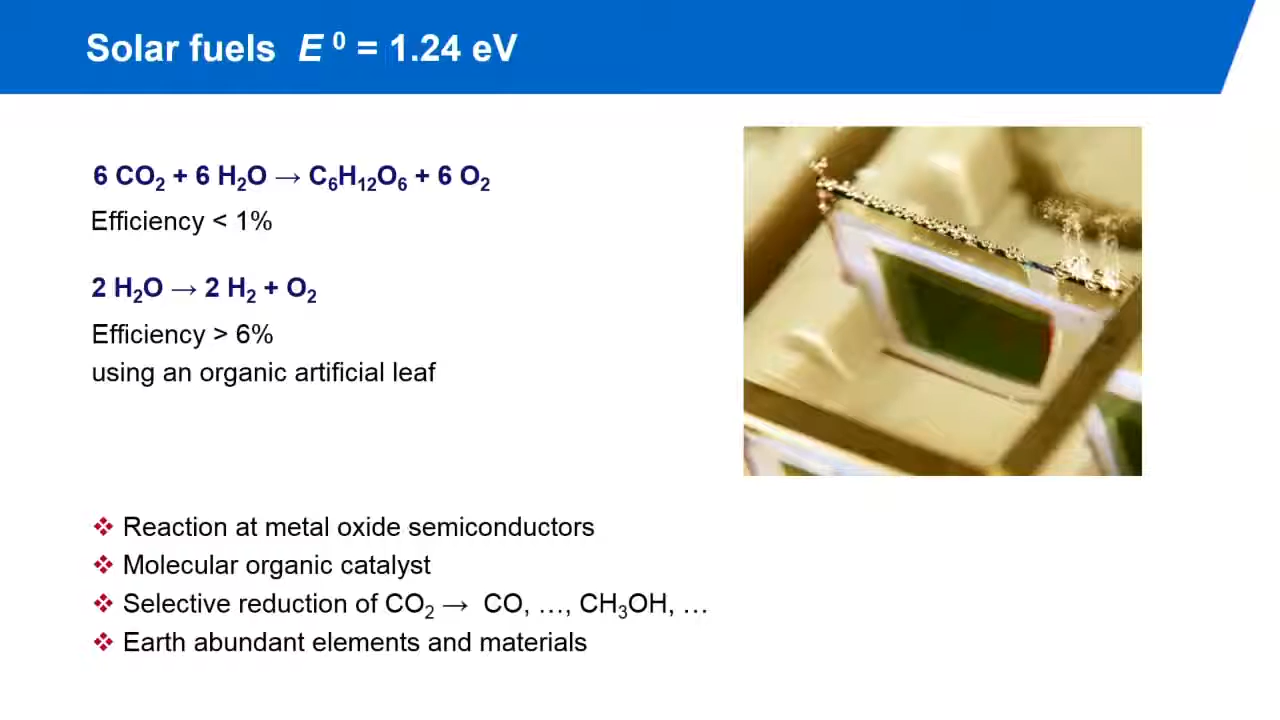 Solar fuels E⁰ = 1.24 eV
6 CO₂ + 6 H₂O → C₆H₁₂O₆ + 6 O₂
Efficiency < 1%
2 H₂O → 2 H₂ + O₂
Efficiency > 6%
using an organic artificial leaf
❖ Reaction at metal oxide semiconductors
❖ Molecular organic catalyst
❖ Selective reduction of CO₂ → CO, …, CH₃OH, …
❖ Earth abundant elements and materials